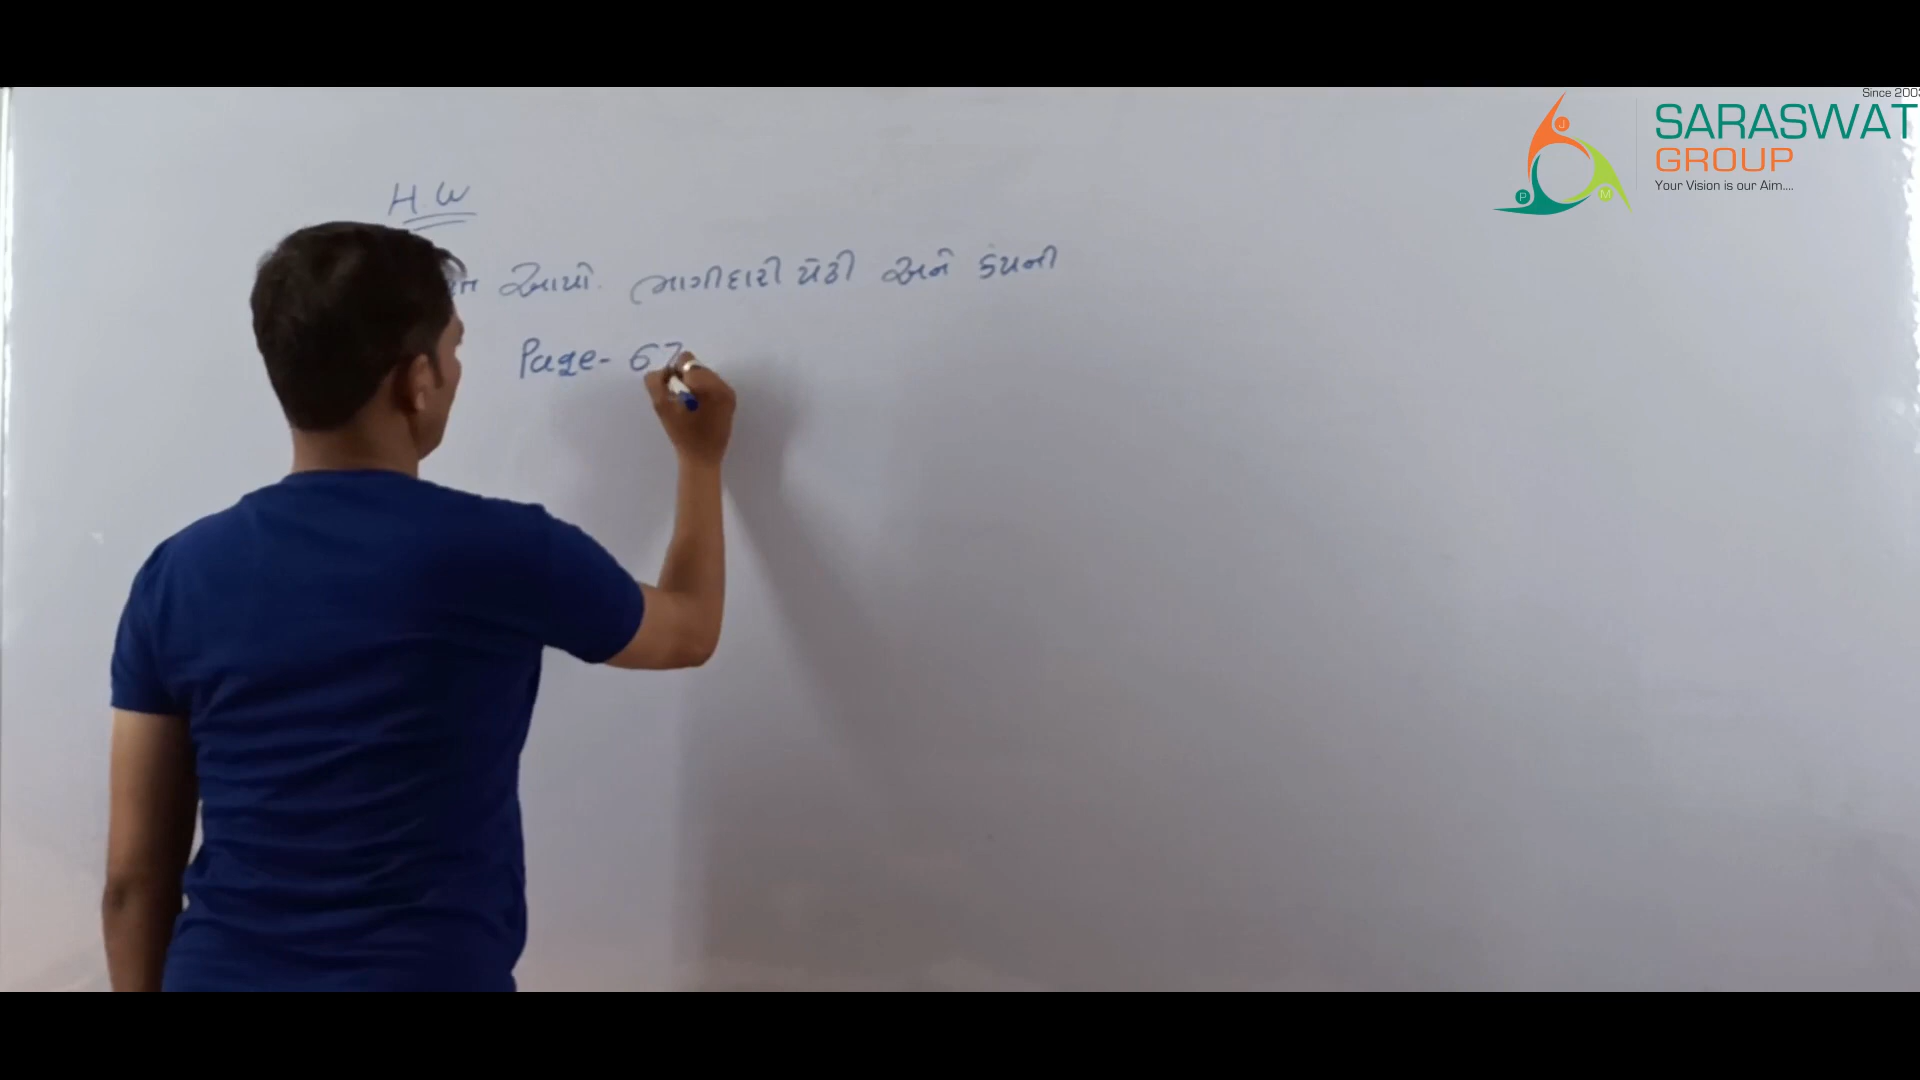 Since 2003
SARASWAT
GROUP
Your Vision is our Aim....
J
P
M
H.W
આપો. ભાગીદારી પેઢી અને કંપની
Page- 67